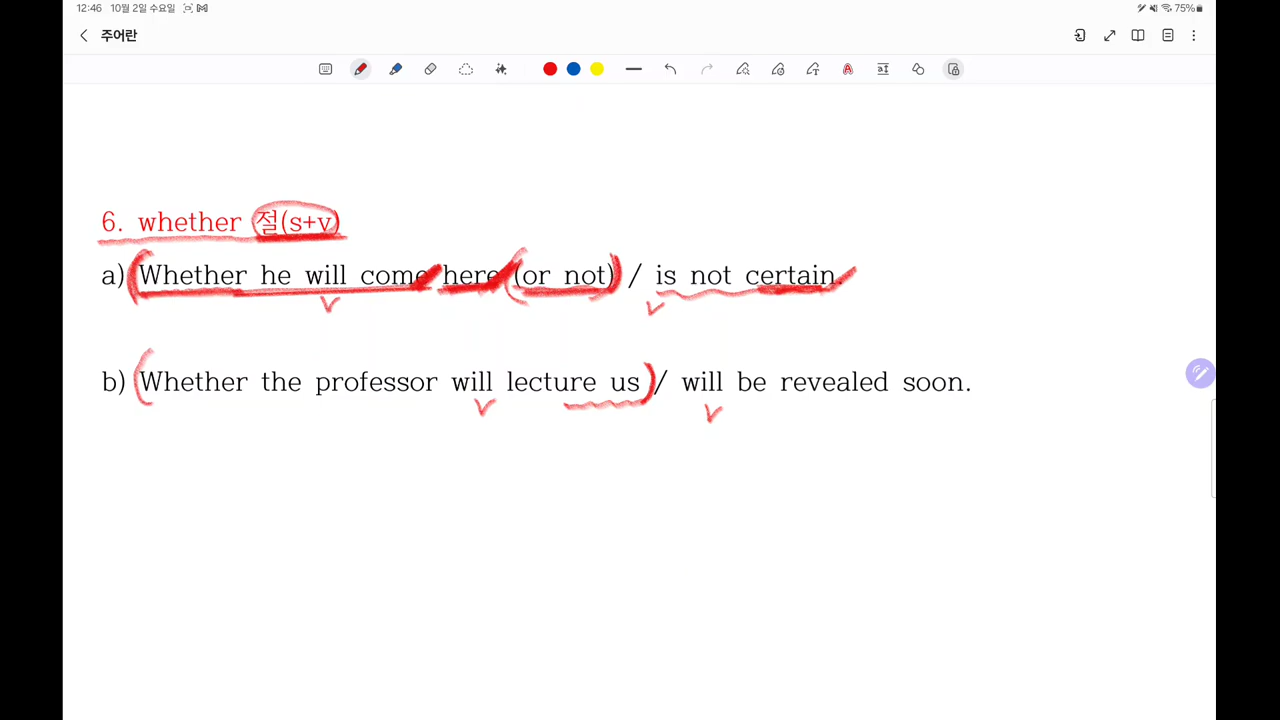 12:46 10월 2일 수요일 75%
주어란
6. whether 절(s+v)
a) (Whether he will come here (or not)) / is not certain.
v v
b) (Whether the professor will lecture us) / will be revealed soon.
v v